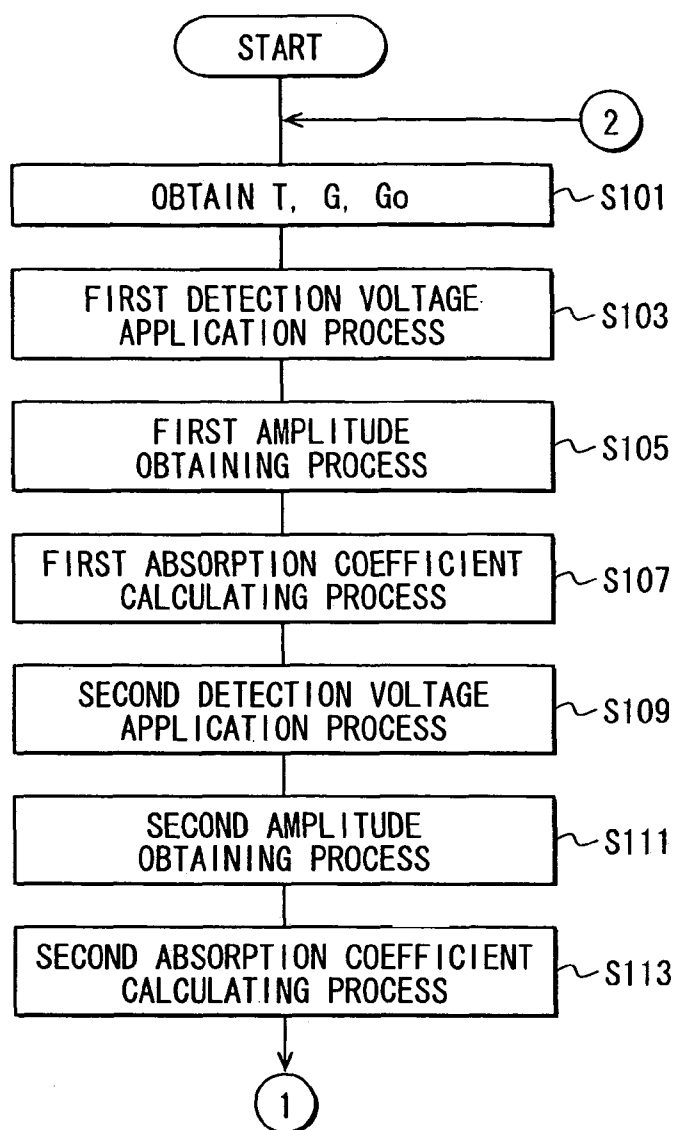 START
2
OBTAIN T, G, Go
S101
FIRST DETECTION VOLTAGE
APPLICATION PROCESS
S103
FIRST AMPLITUDE
OBTAINING PROCESS
S105
FIRST ABSORPTION COEFFICIENT
CALCULATING PROCESS
S107
SECOND DETECTION VOLTAGE
APPLICATION PROCESS
S109
SECOND AMPLITUDE
OBTAINING PROCESS
S111
SECOND ABSORPTION COEFFICIENT
CALCULATING PROCESS
S113
1